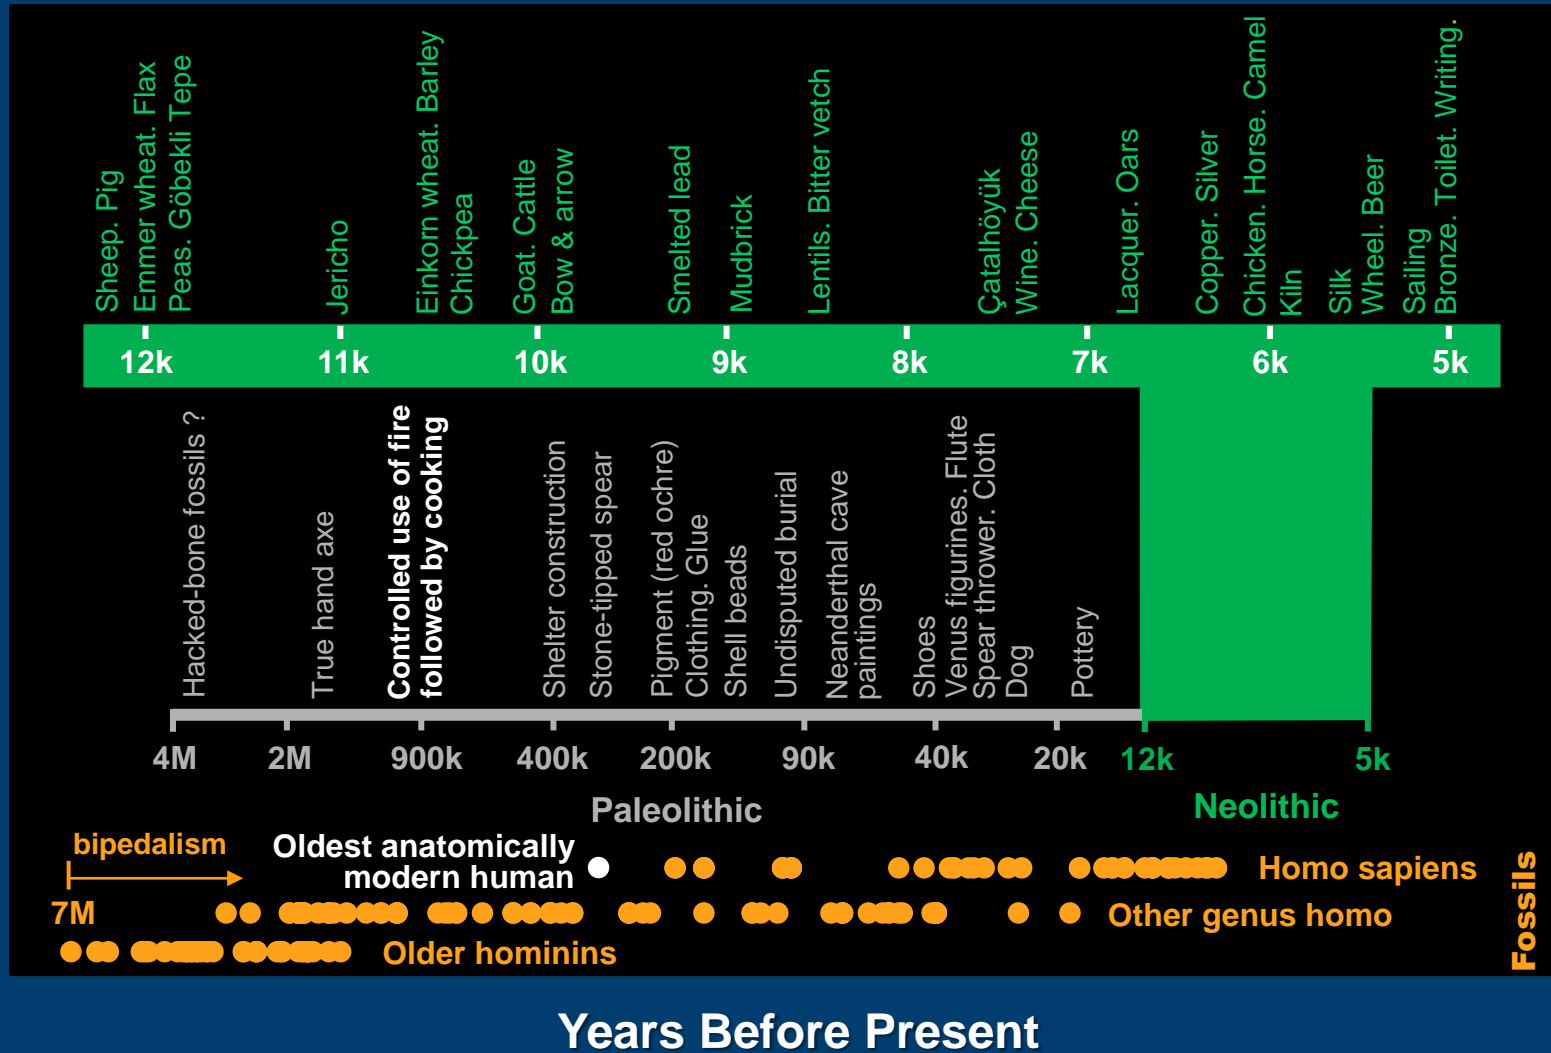 Sheep. Pig
Emmer wheat. Flax
Peas. Göbekli Tepe
Jericho
Einkorn wheat. Barley
Chickpea
Goat. Cattle
Bow & arrow
Smelted lead
Mudbrick
Lentils. Bitter vetch
Çatalhöyük
Wine. Cheese
Lacquer. Oars
Copper. Silver
Chicken. Horse. Camel
Kiln
Silk
Wheel. Beer
Sailing
Bronze. Toilet. Writing.
12k 11k 10k 9k 8k 7k 6k 5k
Hacked-bone fossils ?
True hand axe
Controlled use of fire
followed by cooking
Shelter construction
Stone-tipped spear
Pigment (red ochre)
Clothing. Glue
Shell beads
Undisputed burial
Neanderthal cave
paintings
Shoes
Venus figurines. Flute
Spear thrower. Cloth
Dog
Pottery
4M 2M 900k 400k 200k 90k 40k 20k 12k 5k
Paleolithic
Neolithic
bipedalism
7M
Oldest anatomically
modern human
Homo sapiens
Other genus homo
Older hominins
Fossils
Years Before Present